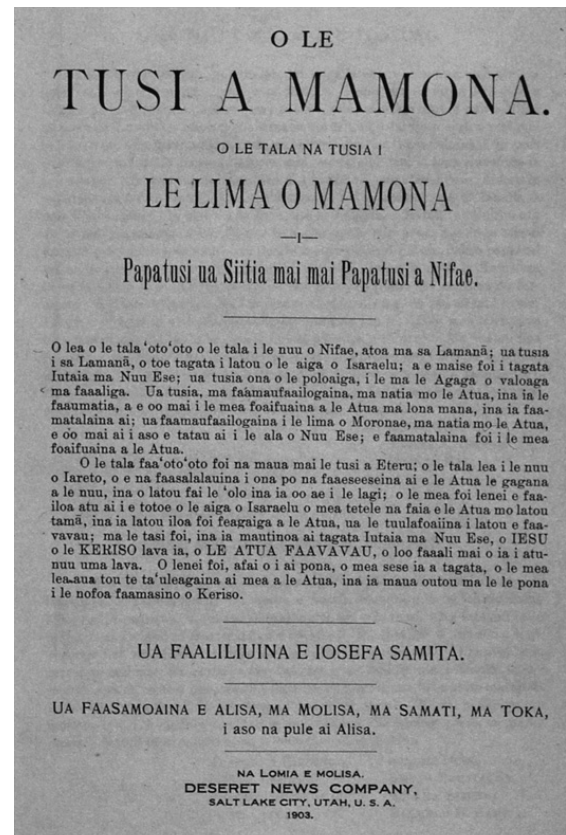 O LE
TUSI A MAMONA.
O LE TALA NA TUSIA I
LE LIMA O MAMONA
—I—
Papatusi ua Siitia mai mai Papatusi a Nifae.
O lea o le tala ‘oto‘oto o le tala i le nuu o Nifae, atoa ma sa Lamanā; ua tusia
i sa Lamanā, o toe tagata i latou o le aiga o Isaraelu; a e maise foi i tagata
Iutaia ma Nuu Ese; ua tusia ona o le poloaiga, i le ma le Agaga o valoaga
ma faaaliga. Ua tusia, ma faamaufaailogaina, ma natia mo le Atua, ina ia le
faaumatia, a e oo mai i le mea foaifuaina a le Atua ma lona mana, ina ia faa-
matalaina ai; ua faamaufaailogaina i le lima o Moronae, ma natia mo le Atua,
e oo mai ai i aso e tatau ai i le ala o Nuu Ese; e faamatalaina foi i le mea
foaifuaina a le Atua.
O le tala faa‘oto‘oto foi na maua mai le tusi a Eteru; o le tala lea i le nuu
o Iareto, o e na faasalalauina i ona po na faaeseeseina ai e le Atua le gagana
a le nuu, ina o latou fai le ‘olo ina ia oo ae i le lagi; o le mea foi lenei e faa-
iloa atu ai i e totoe o le aiga o Isaraelu o mea tetele na faia e le Atua mo latou
tamā, ina ia latou iloa foi feagaiga a le Atua, ua le tuulafoaiina i latou e faa-
vavau; ma le tasi foi, ina ia mautinoa ai tagata Iutaia ma Nuu Ese, o IESU
o le KERISO lava ia, o LE ATUA FAAVAVAU, o loo faaali mai o ia i atu-
nuu uma lava. O lenei foi, afai o i ai pona, o mea sese ia a tagata, o le mea
lea aua tou te ta‘uleagaina ai mea a le Atua, ina ia maua outou ma le le pona
i le nofoa faamasino o Keriso.
UA FAALILIUINA E IOSEFA SAMITA.
UA FAASAMOAINA E ALISA, MA MOLISA, MA SAMATI, MA TOKA,
i aso na pule ai Alisa.
NA LOMIA E MOLISA.
DESERET NEWS COMPANY,
SALT LAKE CITY, UTAH, U. S. A.
1903.